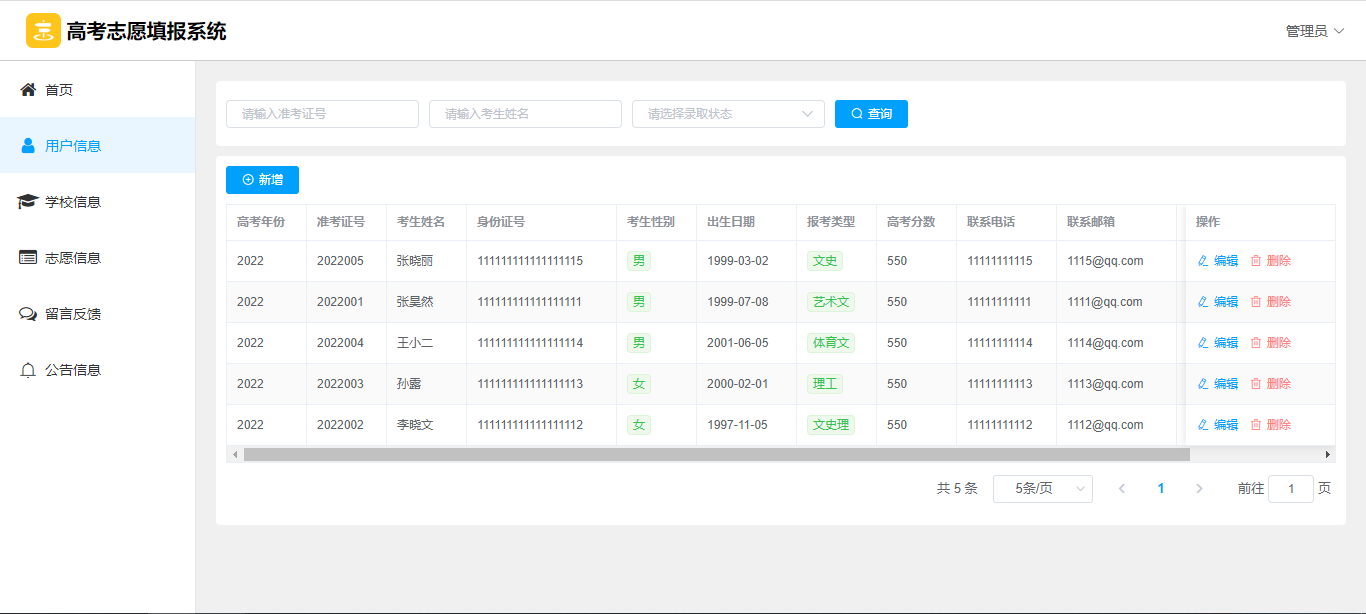 高考志愿填报系统
管理员
首页
用户信息
学校信息
志愿信息
留言反馈
公告信息
请输入准考证号 请输入考生姓名 请选择录取状态 查询
新增
高考年份 准考证号 考生姓名 身份证号 考生性别 出生日期 报考类型 高考分数 联系电话 联系邮箱 操作
2022 2022005 张晓丽 111111111111111115 男 1999-03-02 文史 550 11111111115 1115@qq.com 编辑 删除
2022 2022001 张昊然 111111111111111111 男 1999-07-08 艺术文 550 11111111111 1111@qq.com 编辑 删除
2022 2022004 王小二 111111111111111114 男 2001-06-05 体育文 550 11111111114 1114@qq.com 编辑 删除
2022 2022003 孙露 111111111111111113 女 2000-02-01 理工 550 11111111113 1113@qq.com 编辑 删除
2022 2022002 李晓文 111111111111111112 女 1997-11-05 文史理 550 11111111112 1112@qq.com 编辑 删除
共 5 条 5条/页 1 前往 1 页